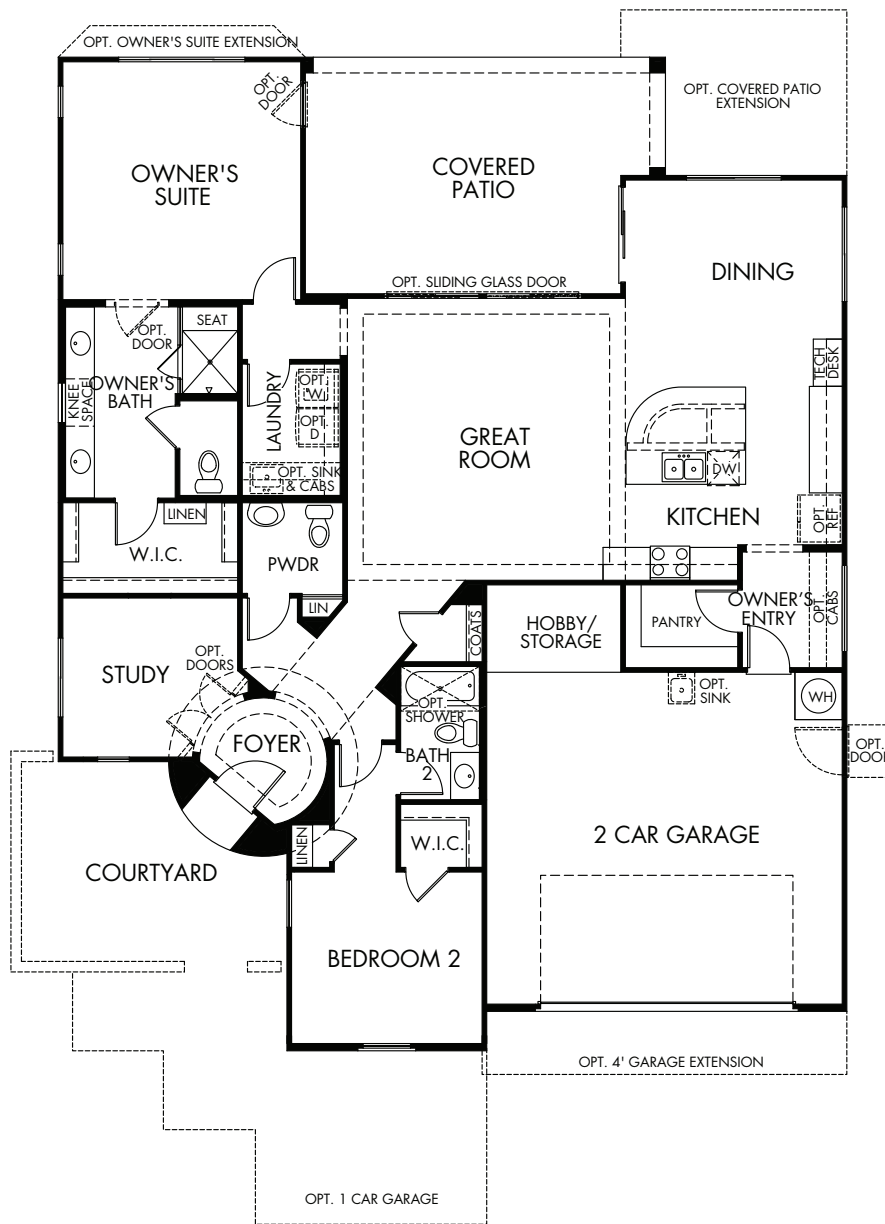 OPT. OWNER'S SUITE EXTENSION
OPT.
DOOR
OPT. COVERED PATIO
EXTENSION
OWNER'S
SUITE
COVERED
PATIO
DINING
OPT. SLIDING GLASS DOOR
SEAT
OPT.
DOOR
OWNER'S
BATH
KNEE
SPACE
LAUNDRY
OPT.
W
OPT.
D
OPT. SINK
& CABS
TECH
DESK
GREAT
ROOM
DW
KITCHEN
OPT.
REF
LINEN
W.I.C.
PWDR
LIN
COATS
HOBBY/
STORAGE
PANTRY
OWNER'S
ENTRY
OPT.
CABS
STUDY
OPT.
DOORS
OPT.
SHOWER
OPT.
SINK
WH
FOYER
BATH
2
OPT.
DOOR
LINEN
W.I.C.
2 CAR GARAGE
COURTYARD
BEDROOM 2
OPT. 4' GARAGE EXTENSION
OPT. 1 CAR GARAGE